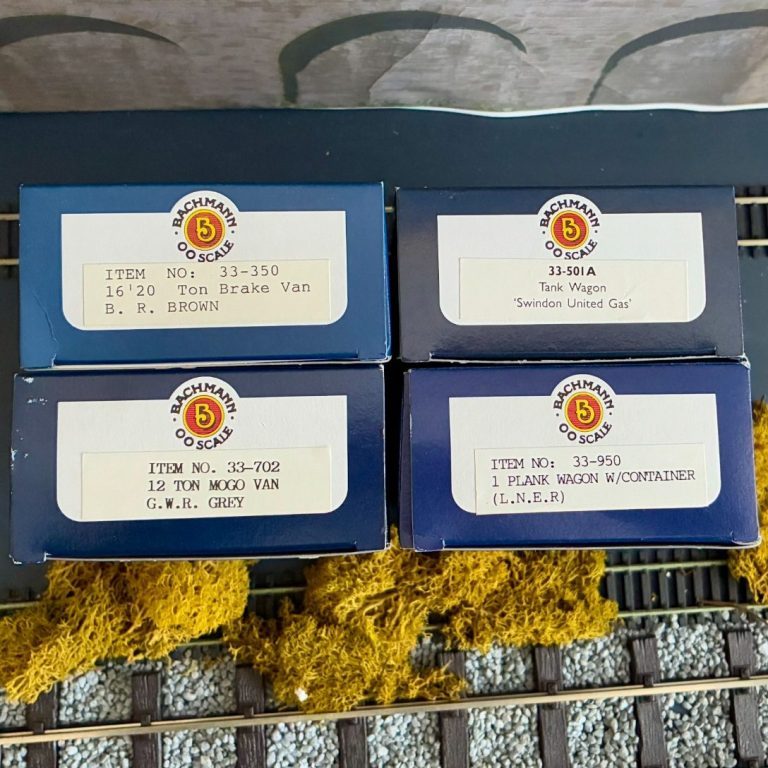 BACHMANN
OO SCALE
ITEM NO: 33-350
16'20 Ton Brake Van
B. R. BROWN
BACHMANN
OO SCALE
33-501A
Tank Wagon
'Swindon United Gas'
BACHMANN
OO SCALE
ITEM NO. 33-702
12 TON MOGO VAN
G.W.R. GREY
BACHMANN
OO SCALE
ITEM NO: 33-950
1 PLANK WAGON W/CONTAINER
(L.N.E.R)